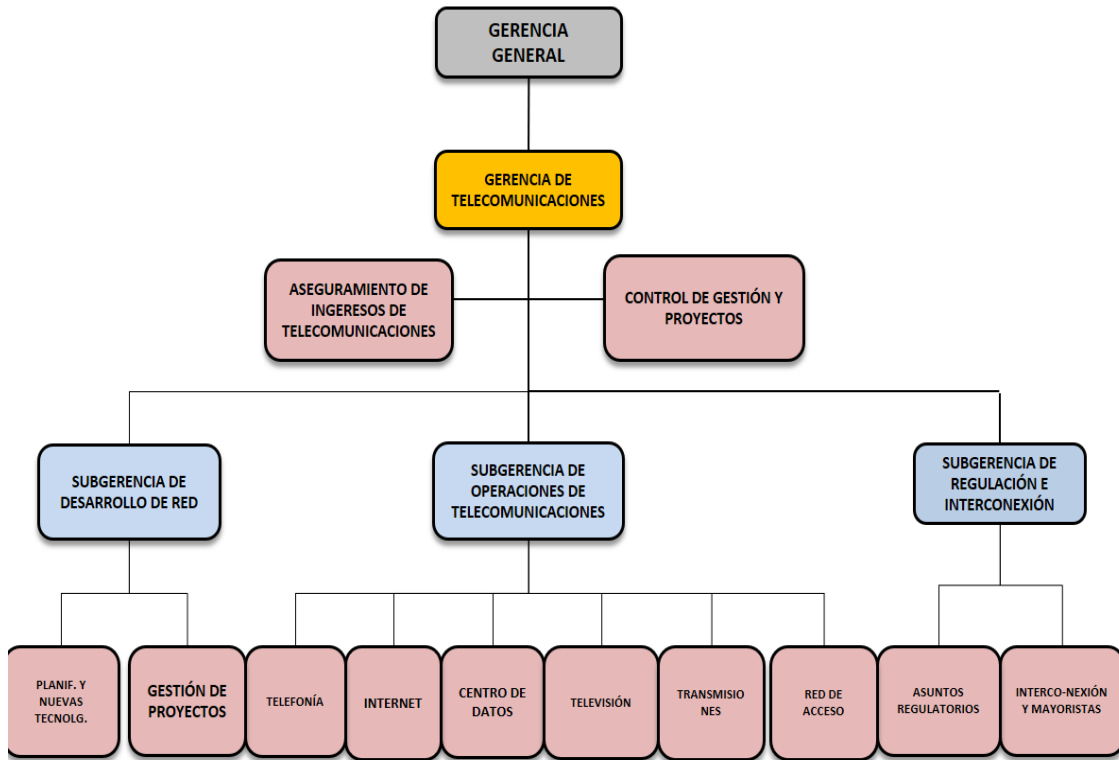 GERENCIA
GENERAL
GERENCIA DE
TELECOMUNICACIONES
ASEGURAMIENTO DE
INGERESOS DE
TELECOMUNICACIONES
CONTROL DE GESTIÓN Y
PROYECTOS
SUBGERENCIA DE
DESARROLLO DE RED
SUBGERENCIA DE
OPERACIONES DE
TELECOMUNICACIONES
SUBGERENCIA DE
REGULACIÓN E
INTERCONEXIÓN
PLANIF. Y
NUEVAS
TECNOLG.
GESTIÓN DE
PROYECTOS
TELEFONÍA
INTERNET
CENTRO DE
DATOS
TELEVISIÓN
TRANSMISIO
NES
RED DE
ACCESO
ASUNTOS
REGULATORIOS
INTERCO-NEXIÓN
Y MAYORISTAS